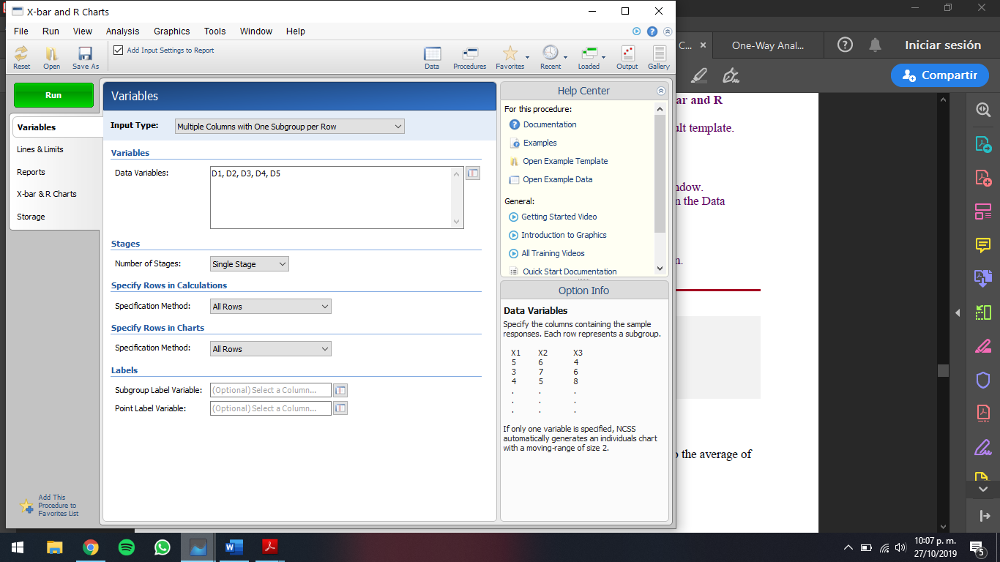 X-bar and R Charts
File Run View Analysis Graphics Tools Window Help
Reset Open Save As Add Input Settings to Report Data Procedures Favorites Recent Loaded Output Gallery
Run
Variables
Lines & Limits
Reports
X-bar & R Charts
Storage
Add This
Procedure to
Favorites List
Variables
Input Type: Multiple Columns with One Subgroup per Row
Variables
Data Variables: D1, D2, D3, D4, D5
Stages
Number of Stages: Single Stage
Specify Rows in Calculations
Specification Method: All Rows
Specify Rows in Charts
Specification Method: All Rows
Labels
Subgroup Label Variable: (Optional) Select a Column...
Point Label Variable: (Optional) Select a Column...
Help Center
For this procedure:
Documentation
Examples
Open Example Template
Open Example Data
General:
Getting Started Video
Introduction to Graphics
All Training Videos
Quick Start Documentation
Option Info
Data Variables
Specify the columns containing the sample
responses. Each row represents a subgroup.
X1 X2 X3
5 6 4
3 7 6
4 5 8
. . .
. . .
. . .
If only one variable is specified, NCSS
automatically generates an individuals chart
with a moving-range of size 2.
C... × One-Way Anal... Iniciar sesión
Compartir
ar and R
ult template.
ndow.
n the Data
n.
the average of
10:07 p. m.
27/10/2019
5